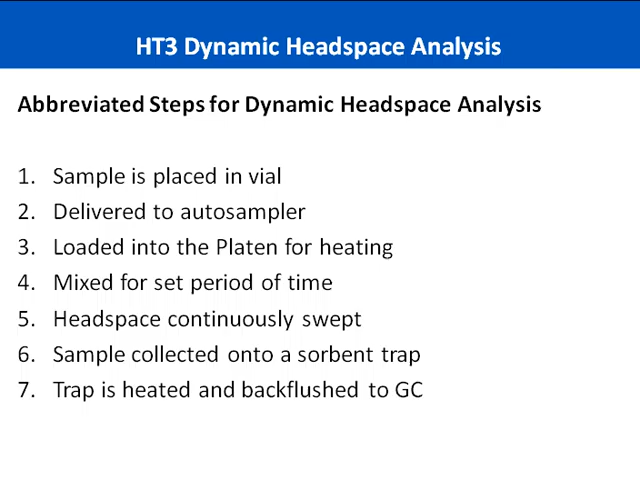 HT3 Dynamic Headspace Analysis
Abbreviated Steps for Dynamic Headspace Analysis
1. Sample is placed in vial
2. Delivered to autosampler
3. Loaded into the Platen for heating
4. Mixed for set period of time
5. Headspace continuously swept
6. Sample collected onto a sorbent trap
7. Trap is heated and backflushed to GC